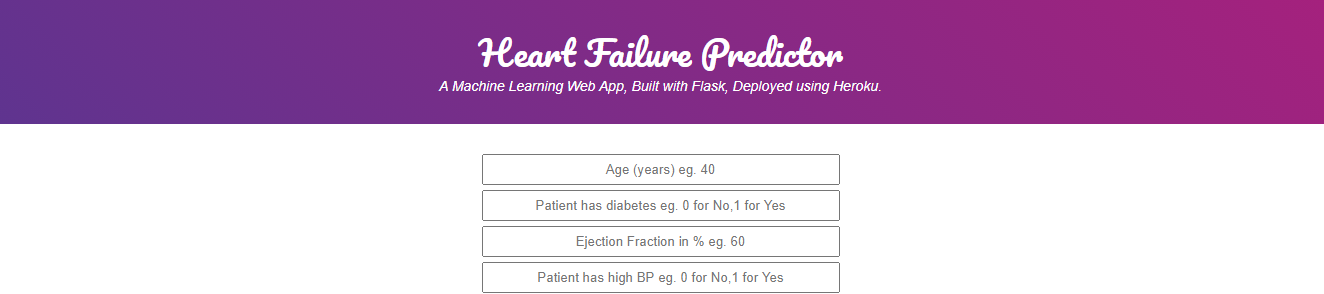 Heart Failure Predictor
A Machine Learning Web App, Built with Flask, Deployed using Heroku.
Age (years) eg. 40
Patient has diabetes eg. 0 for No,1 for Yes
Ejection Fraction in % eg. 60
Patient has high BP eg. 0 for No,1 for Yes